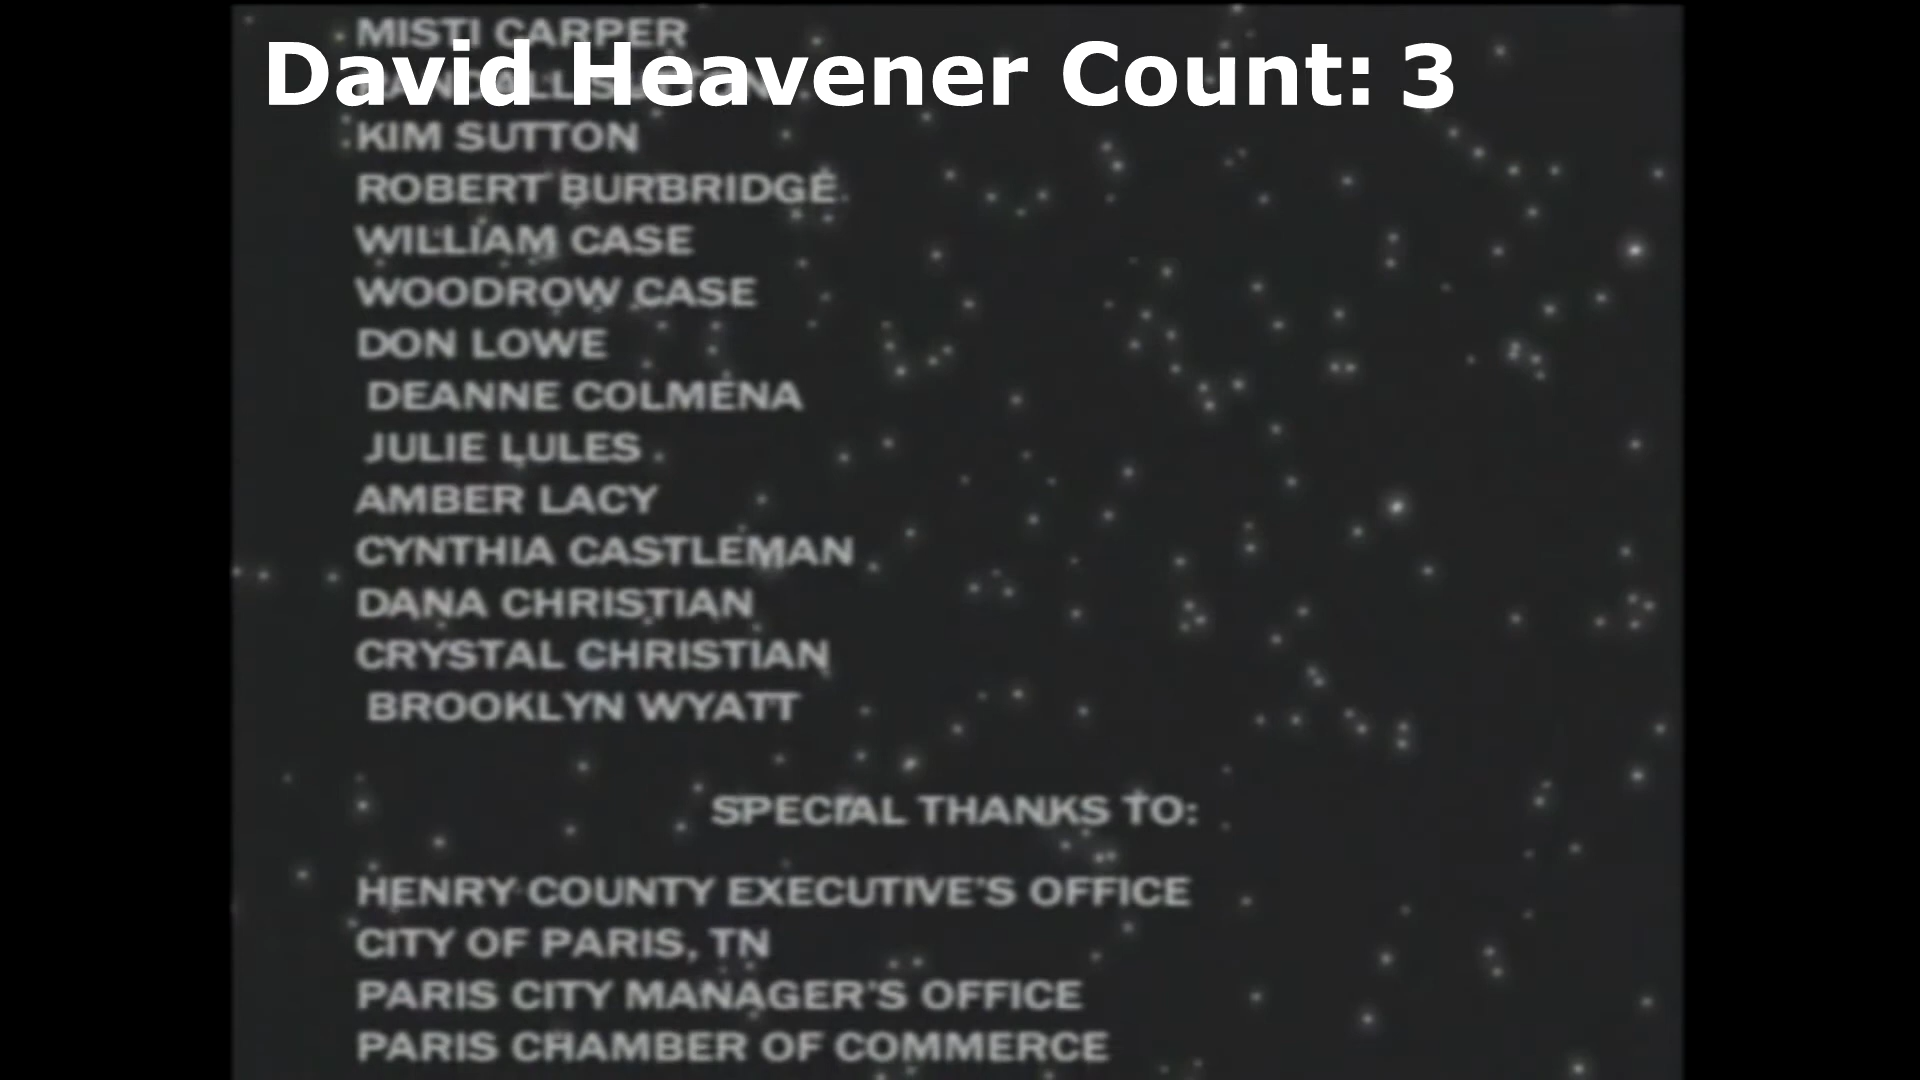 MISTI CARPER
David Heavener Count: 3
KIM SUTTON
ROBERT BURBRIDGE
WILLIAM CASE
WOODROW CASE
DON LOWE
DEANNE COLMENA
JULIE LULES
AMBER LACY
CYNTHIA CASTLEMAN
DANA CHRISTIAN
CRYSTAL CHRISTIAN
BROOKLYN WYATT
SPECIAL THANKS TO:
HENRY COUNTY EXECUTIVE'S OFFICE
CITY OF PARIS, TN
PARIS CITY MANAGER'S OFFICE
PARIS CHAMBER OF COMMERCE